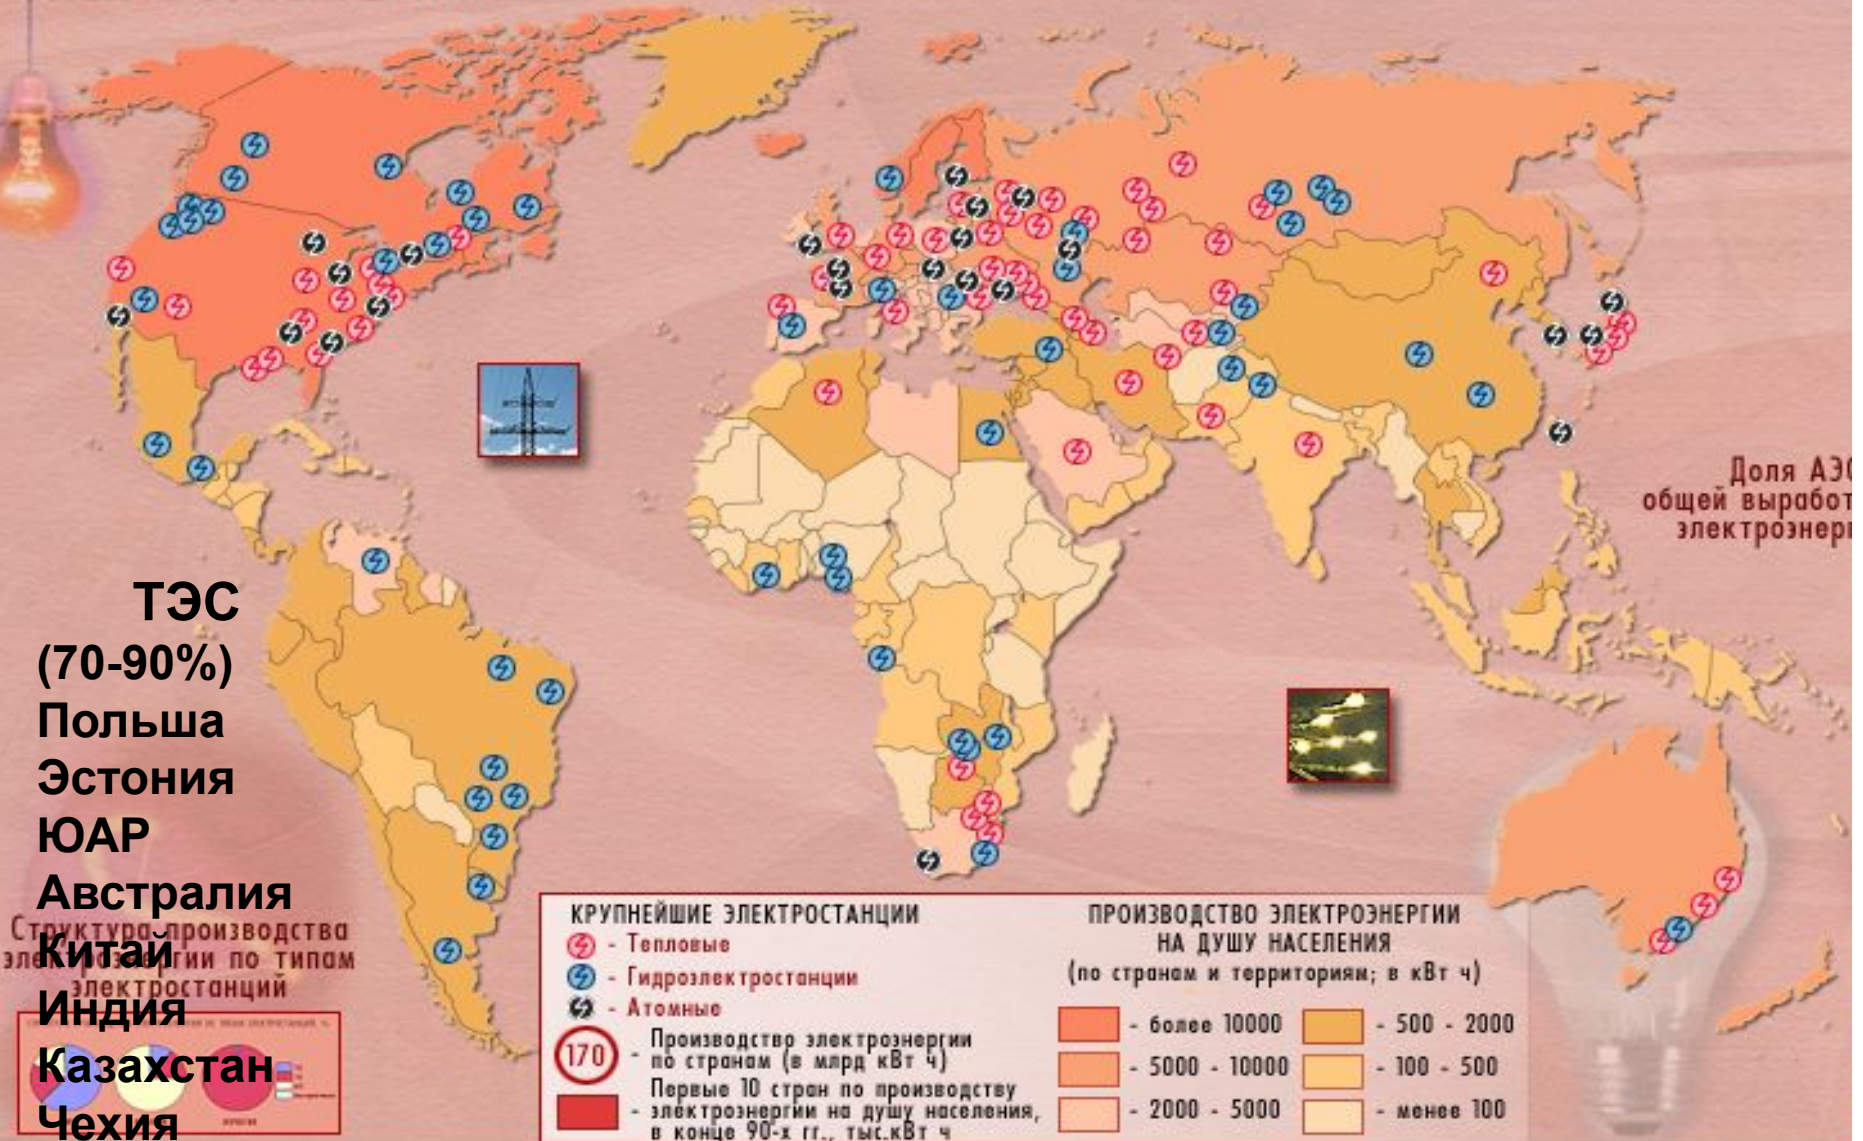 Доля АЭС
общей выработ
электроэнерг
ТЭС
(70-90%)
Польша
Эстония
ЮАР
Австралия
Китай
Индия
Казахстан
Чехия
Структура производства
электроэнергии по типам
электростанций
КРУПНЕЙШИЕ ЭЛЕКТРОСТАНЦИИ
- Тепловые
- Гидроэлектростанции
- Атомные
170 - Производство электроэнергии
по странам (в млрд кВт ч)
Первые 10 стран по производству
- электроэнергии на душу населения,
в конце 90-х гг., тыс.кВт ч
ПРОИЗВОДСТВО ЭЛЕКТРОЭНЕРГИИ
НА ДУШУ НАСЕЛЕНИЯ
(по странам и территориям; в кВт ч)
- более 10000
- 5000 - 10000
- 2000 - 5000
- 500 - 2000
- 100 - 500
- менее 100